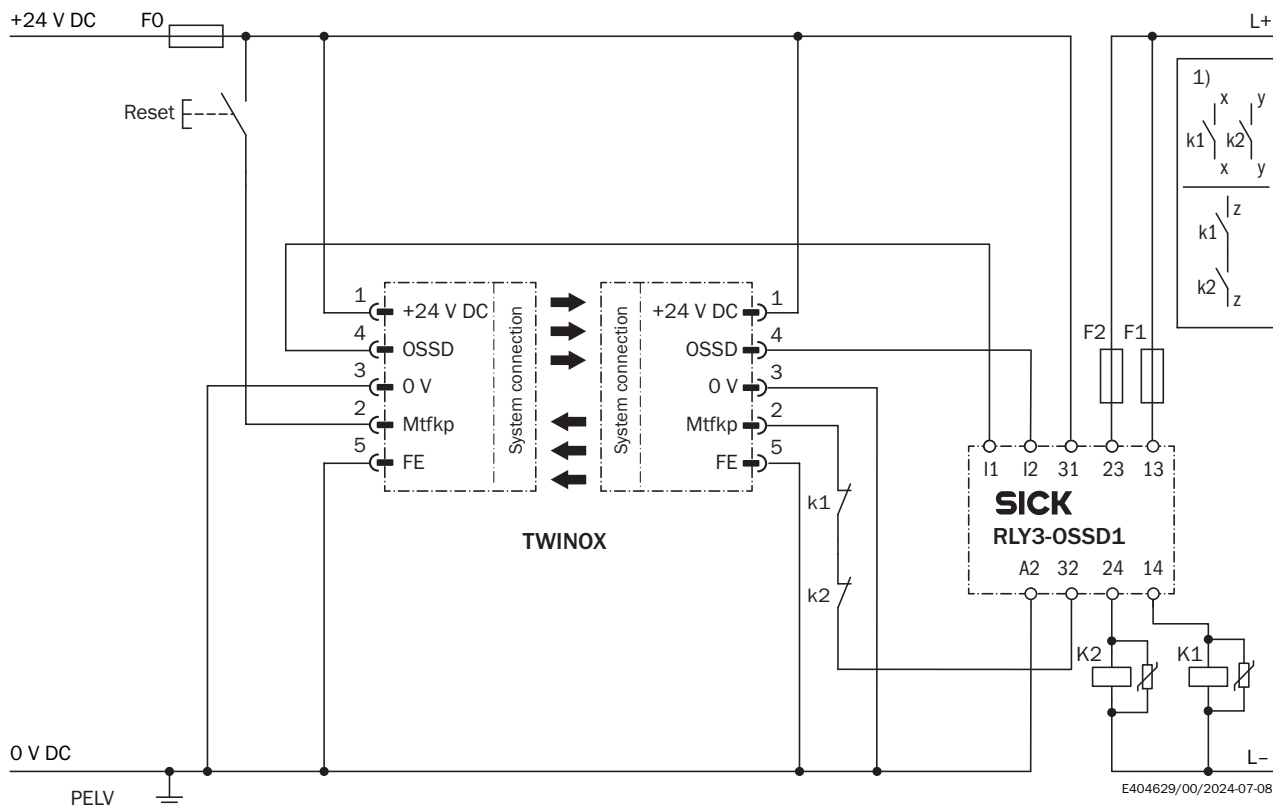 +24 V DC
F0
L+
Reset
1)
x y
k1 k2
x y
z
k1
k2
z
1 +24 V DC
4 OSSD
3 0 V
2 Mtfkp
5 FE
System connection
System connection
+24 V DC 1
OSSD 4
0 V 3
Mtfkp 2
FE 5
TWINOX
k1
k2
F2 F1
I1 I2 31 23 13
SICK
RLY3-OSSD1
A2 32 24 14
K2 K1
0 V DC
L–
PELV
E404629/00/2024-07-08